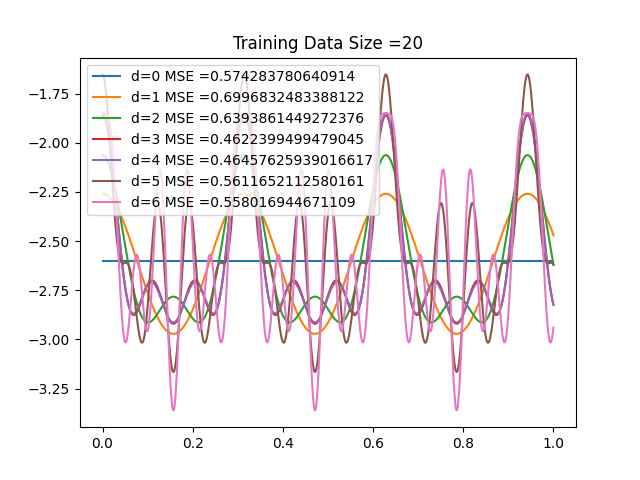 Training Data Size =20
d=0 MSE =0.574283780640914
d=1 MSE =0.6996832483388122
d=2 MSE =0.6393861449272376
d=3 MSE =0.4622399499479045
d=4 MSE =0.46457625939016617
d=5 MSE =0.5611652112580161
d=6 MSE =0.558016944671109
−1.75
−2.00
−2.25
−2.50
−2.75
−3.00
−3.25
0.0 0.2 0.4 0.6 0.8 1.0